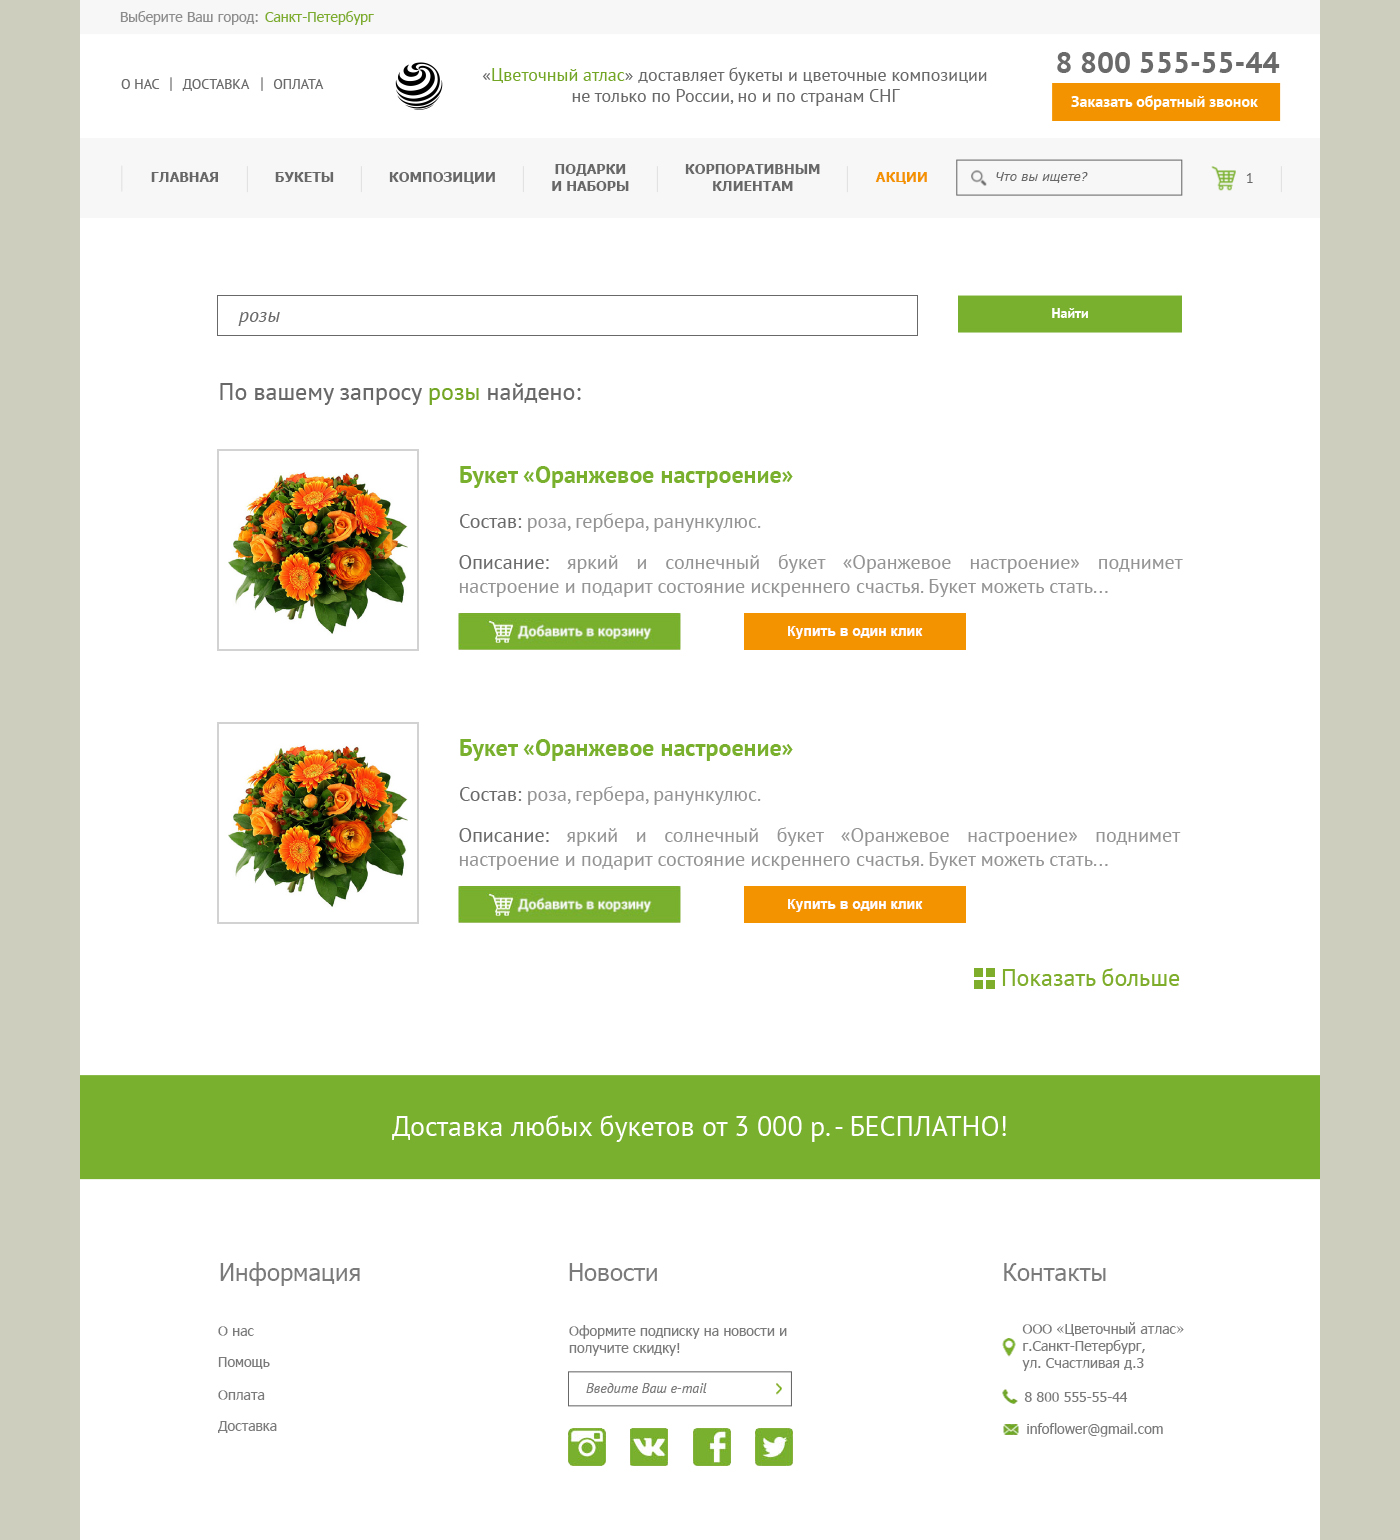 Выберите Ваш город: Санкт-Петербург
О НАС | ДОСТАВКА | ОПЛАТА
«Цветочный атлас» доставляет букеты и цветочные композиции
не только по России, но и по странам СНГ
8 800 555-55-44
Заказать обратный звонок
ГЛАВНАЯ
БУКЕТЫ
КОМПОЗИЦИИ
ПОДАРКИ
И НАБОРЫ
КОРПОРАТИВНЫМ
КЛИЕНТАМ
АКЦИИ
Что вы ищете?
1
розы
Найти
По вашему запросу розы найдено:
Букет «Оранжевое настроение»
Состав: роза, гербера, ранункулюс.
Описание: яркий и солнечный букет «Оранжевое настроение» поднимет
настроение и подарит состояние искреннего счастья. Букет можеть стать...
Добавить в корзину
Купить в один клик
Букет «Оранжевое настроение»
Состав: роза, гербера, ранункулюс.
Описание: яркий и солнечный букет «Оранжевое настроение» поднимет
настроение и подарит состояние искреннего счастья. Букет можеть стать...
Добавить в корзину
Купить в один клик
Показать больше
Доставка любых букетов от 3 000 р. - БЕСПЛАТНО!
Информация
О нас
Помощь
Оплата
Доставка
Новости
Оформите подписку на новости и
получите скидку!
Введите Ваш e-mail
Контакты
ООО «Цветочный атлас»
г.Санкт-Петербург,
ул. Счастливая д.3
8 800 555-55-44
infoflower@gmail.com